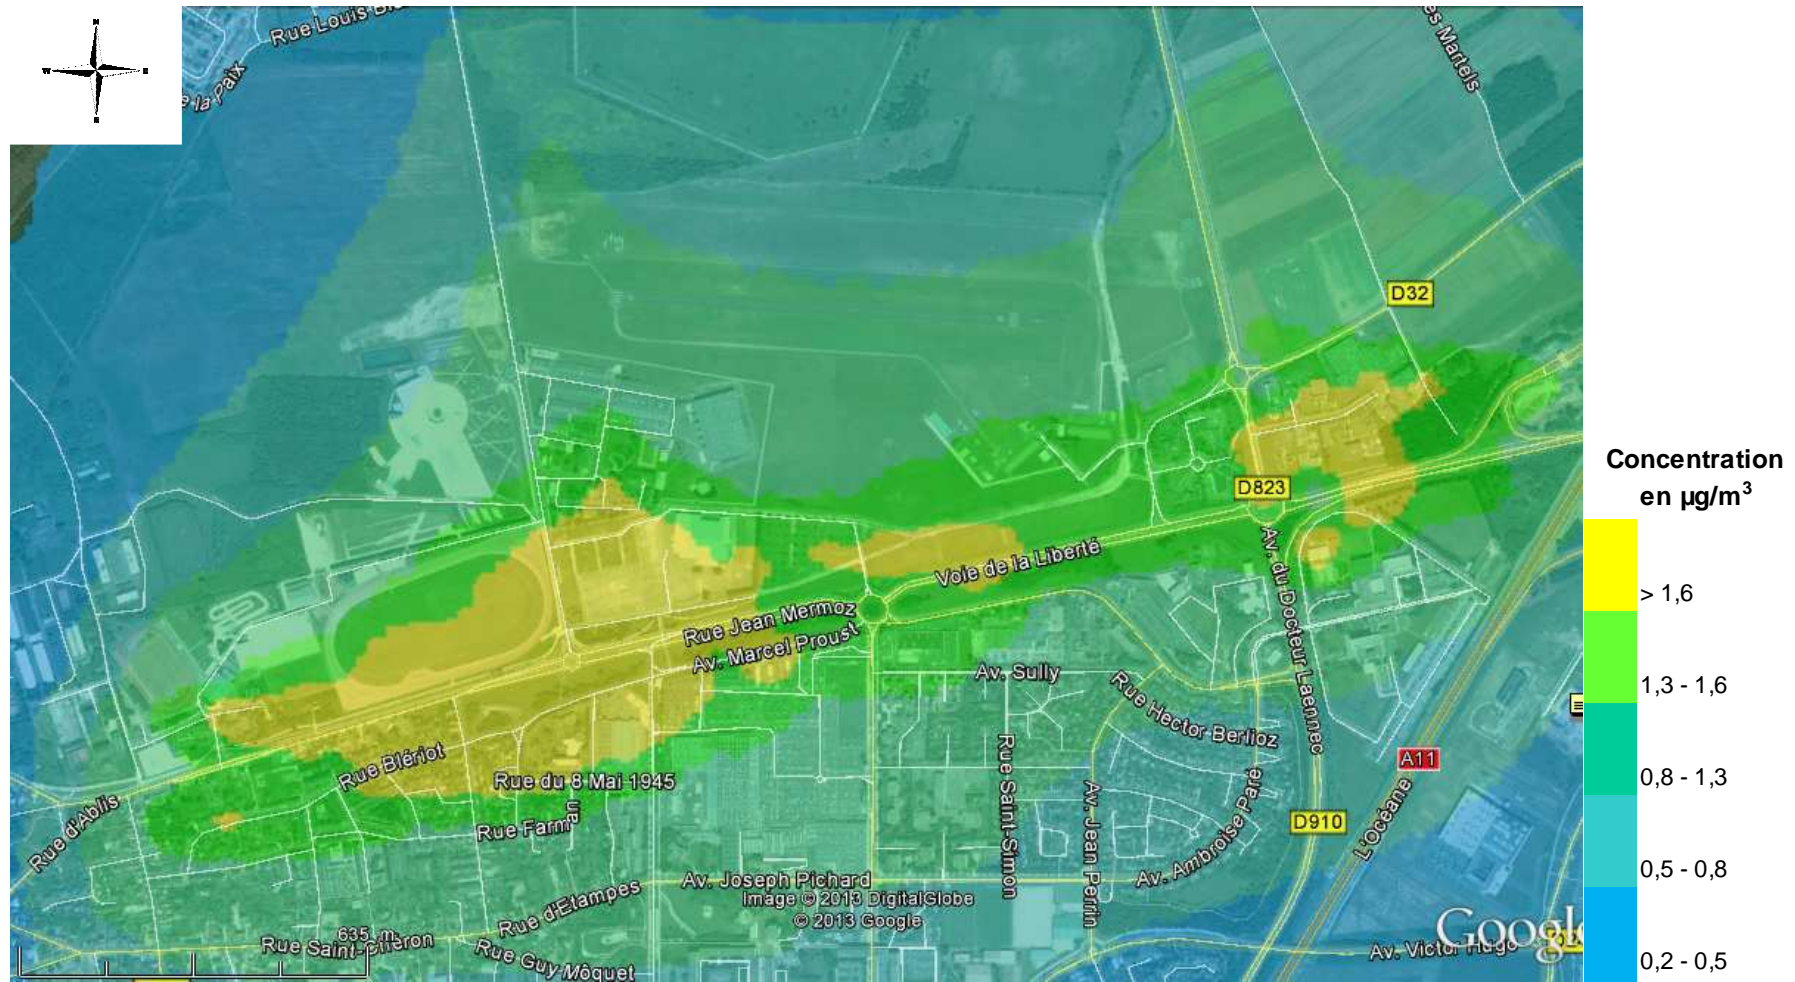 Rue Louis Bl
e la Paix
es Martels
D32
D823
Voie de la Liberté
Av. du Docteur Laennec
Rue Jean Mermoz
Av. Marcel Proust
Av. Sully
Rue Hector Berlioz
Rue Blériot
Rue du 8 Mai 1945
Rue d'Ablis
Rue Farm
Rue Saint-Simon
Av. Jean Perrin
Av. Ambroise Paré
A11
L'Océane
D910
Av. Joseph Pichard
Image © 2013 DigitalGlobe
© 2013 Google
Rue d'Etampes
635 m
Rue Saint-Chéron
Rue Guy Môquet
Av. Victor Hugo
Google
Concentration
en µg/m³
> 1,6
1,3 - 1,6
0,8 - 1,3
0,5 - 0,8
0,2 - 0,5